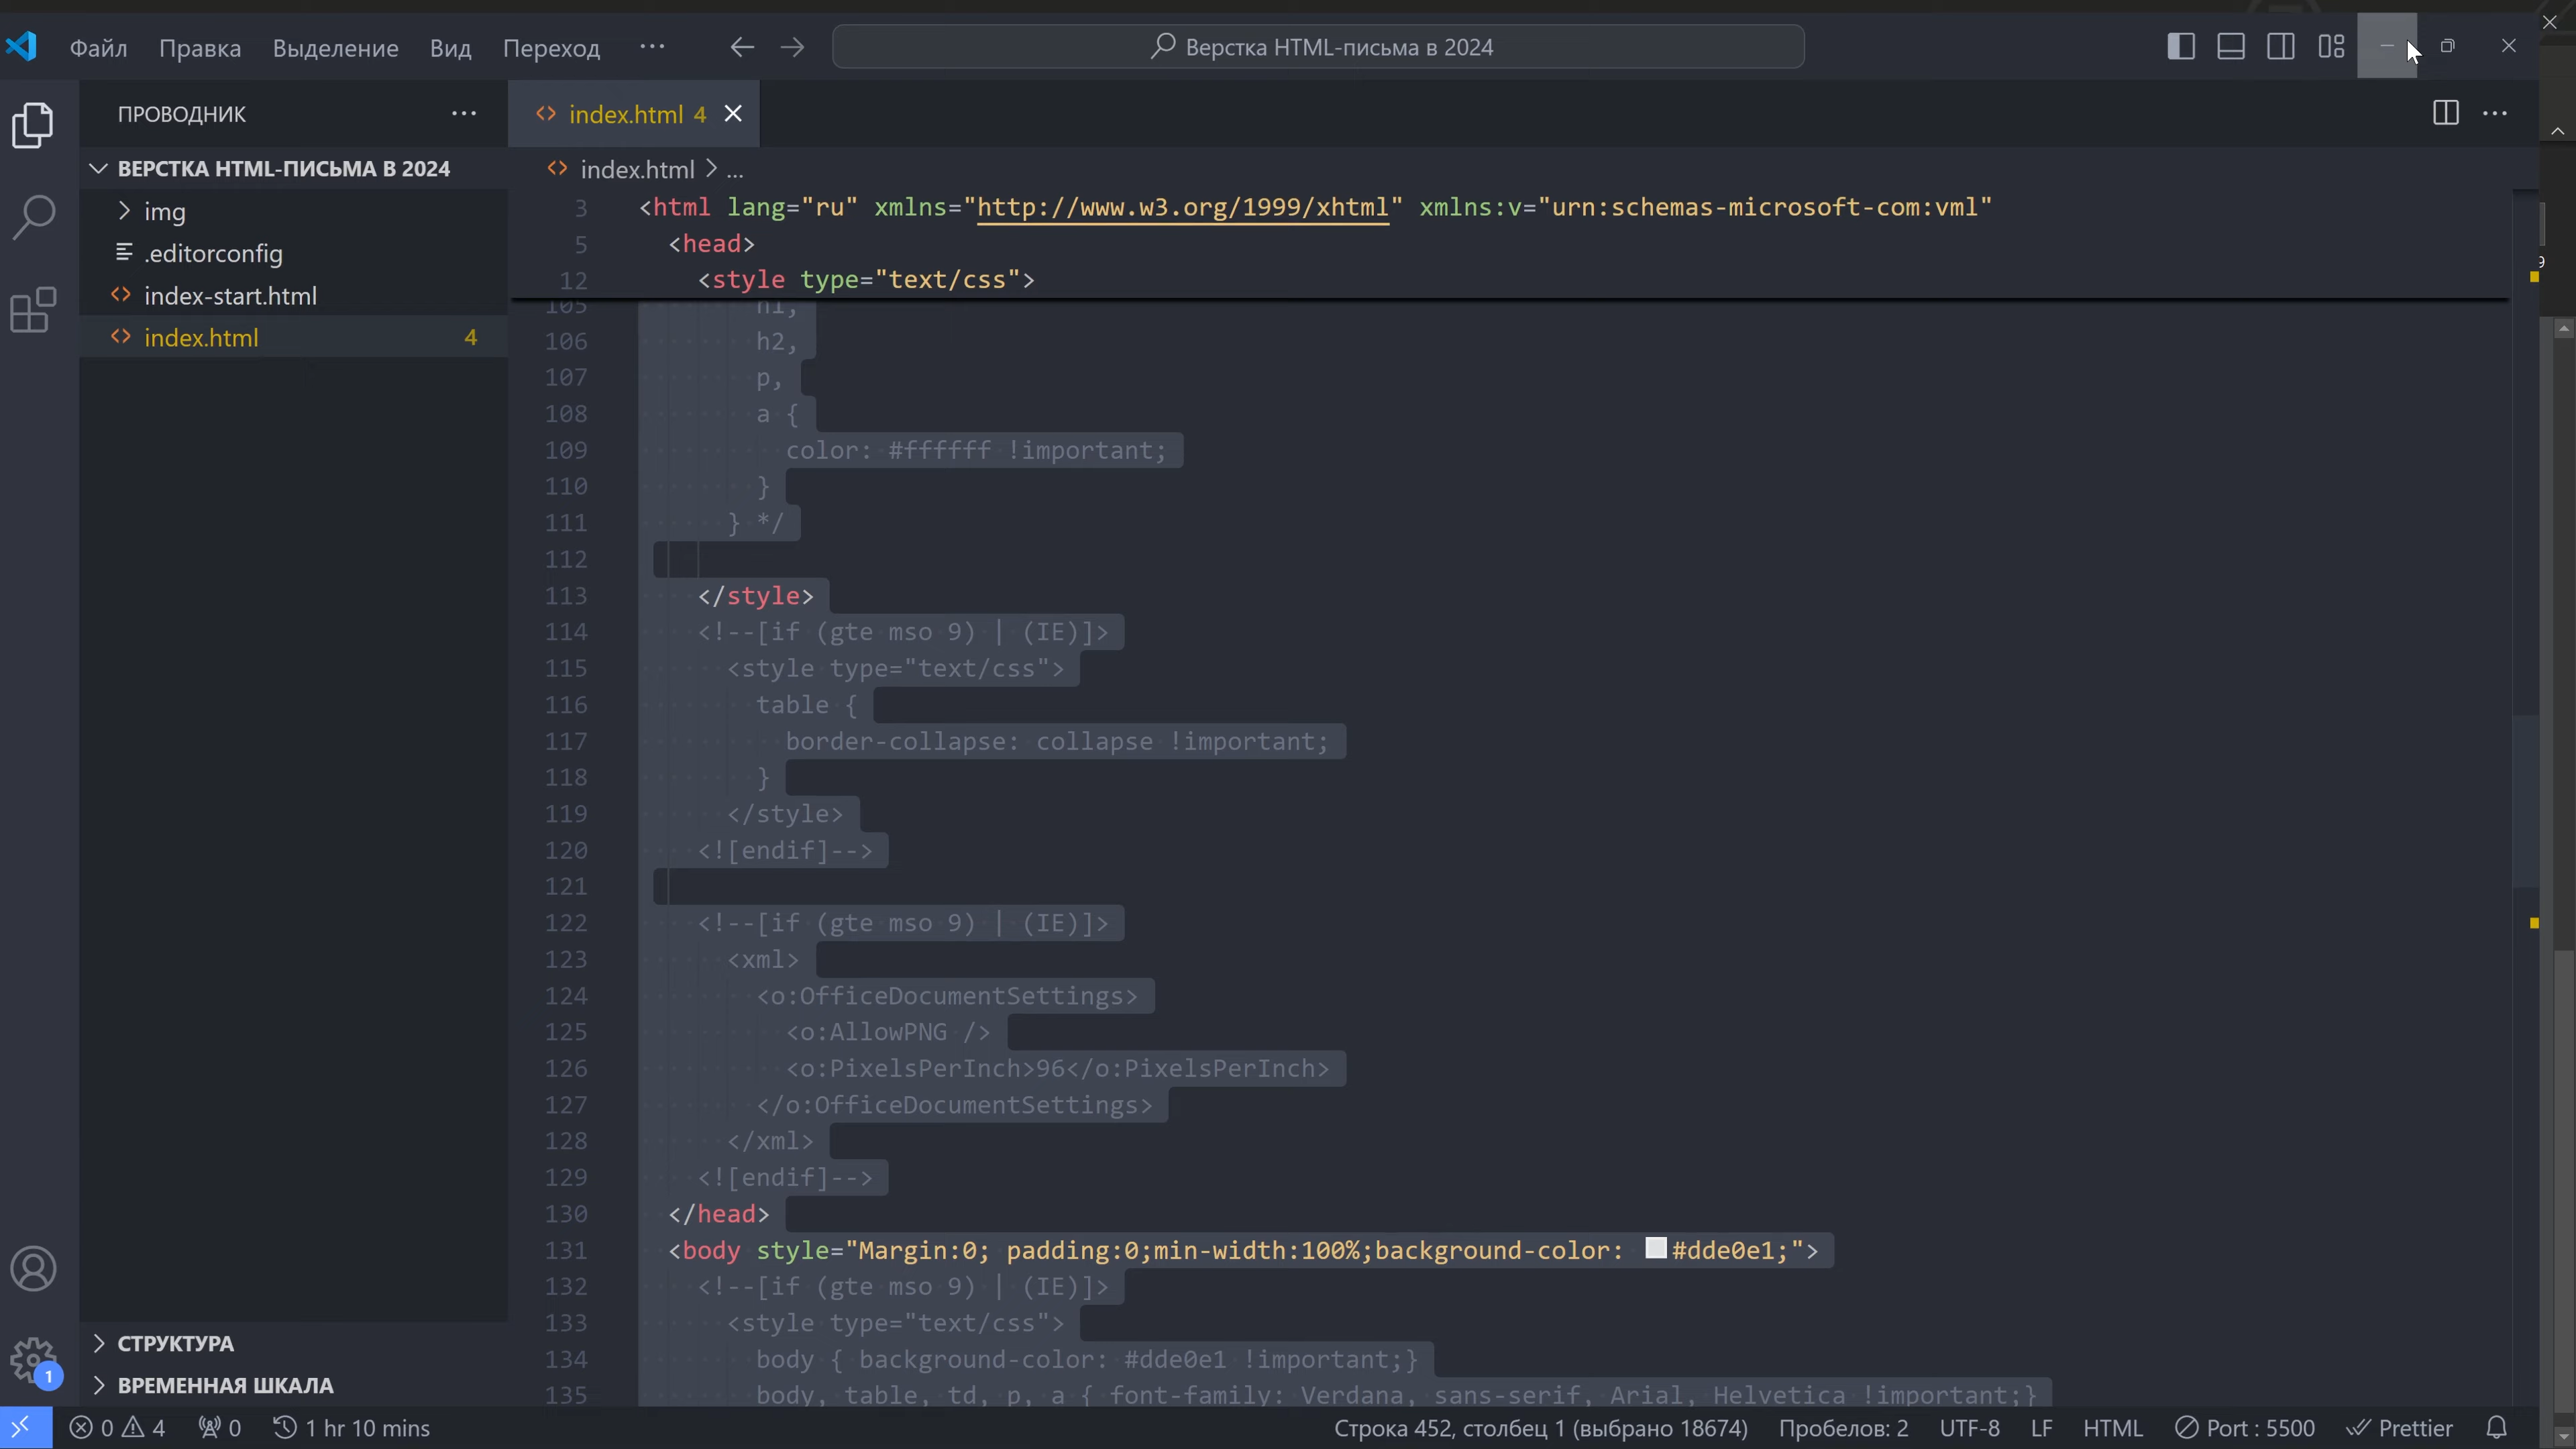 Файл Правка Выделение Вид Переход ··· Верстка HTML-письма в 2024
ПРОВОДНИК ··· index.html 4
ВЕРСТКА HTML-ПИСЬМА В 2024
img
.editorconfig
index-start.html
index.html 4
СТРУКТУРА
ВРЕМЕННАЯ ШКАЛА
index.html > ...
3 <html lang="ru" xmlns="http://www.w3.org/1999/xhtml" xmlns:v="urn:schemas-microsoft-com:vml"
5 <head>
12 <style type="text/css">
105 h1,
106 h2,
107 p,
108 a {
109 color: #ffffff !important;
110 }
111 } */
112
113 </style>
114 <!--[if (gte mso 9) | (IE)]>
115 <style type="text/css">
116 table {
117 border-collapse: collapse !important;
118 }
119 </style>
120 <![endif]-->
121
122 <!--[if (gte mso 9) | (IE)]>
123 <xml>
124 <o:OfficeDocumentSettings>
125 <o:AllowPNG />
126 <o:PixelsPerInch>96</o:PixelsPerInch>
127 </o:OfficeDocumentSettings>
128 </xml>
129 <![endif]-->
130 </head>
131 <body style="Margin:0; padding:0;min-width:100%;background-color: #dde0e1;">
132 <!--[if (gte mso 9) | (IE)]>
133 <style type="text/css">
134 body { background-color: #dde0e1 !important;}
135 body, table, td, p, a { font-family: Verdana, sans-serif, Arial, Helvetica !important;}
1
0 4 0 1 hr 10 mins Строка 452, столбец 1 (выбрано 18674) Пробелов: 2 UTF-8 LF HTML Port : 5500 Prettier
9